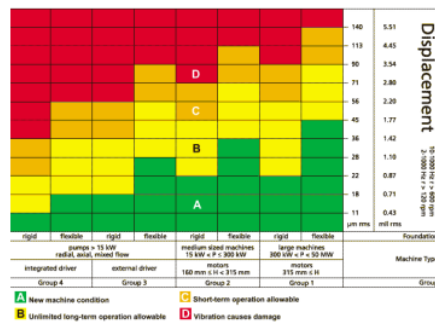 140 5.51
113 4.45
90 3.54
D
71 2.80
C
56 2.20
45 1.77
36 1.42
B
28 1.10
22 0.87
18 0.71
A
11 0.43
µm rms mil rms
Displacement
10-1000 Hz r > 600 rpm
2-1000 Hz r > 120 rpm
rigid flexible rigid flexible rigid flexible rigid flexible Foundation
pumps > 15 kW
radial, axial, mixed flow
medium sized machines
15 kW < P ≤ 300 kW
large machines
300 kW < P < 50 MW
Machine Type
integrated driver external driver
motors
160 mm ≤ H < 315 mm
motors
315 mm ≤ H
Group 4 Group 3 Group 2 Group 1 Group
A New machine condition
C Short-term operation allowable
B Unlimited long-term operation allowable
D Vibration causes damage